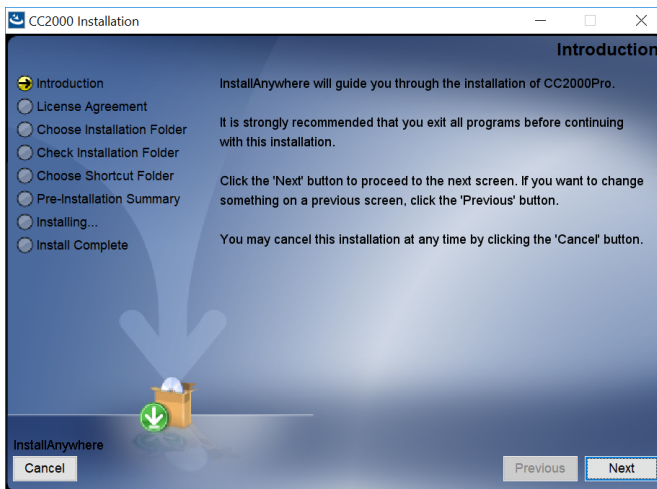 CC2000 Installation
Introduction
Introduction
License Agreement
Choose Installation Folder
Check Installation Folder
Choose Shortcut Folder
Pre-Installation Summary
Installing...
Install Complete
InstallAnywhere will guide you through the installation of CC2000Pro.
It is strongly recommended that you exit all programs before continuing
with this installation.
Click the 'Next' button to proceed to the next screen. If you want to change
something on a previous screen, click the 'Previous' button.
You may cancel this installation at any time by clicking the 'Cancel' button.
InstallAnywhere
Cancel
Previous
Next